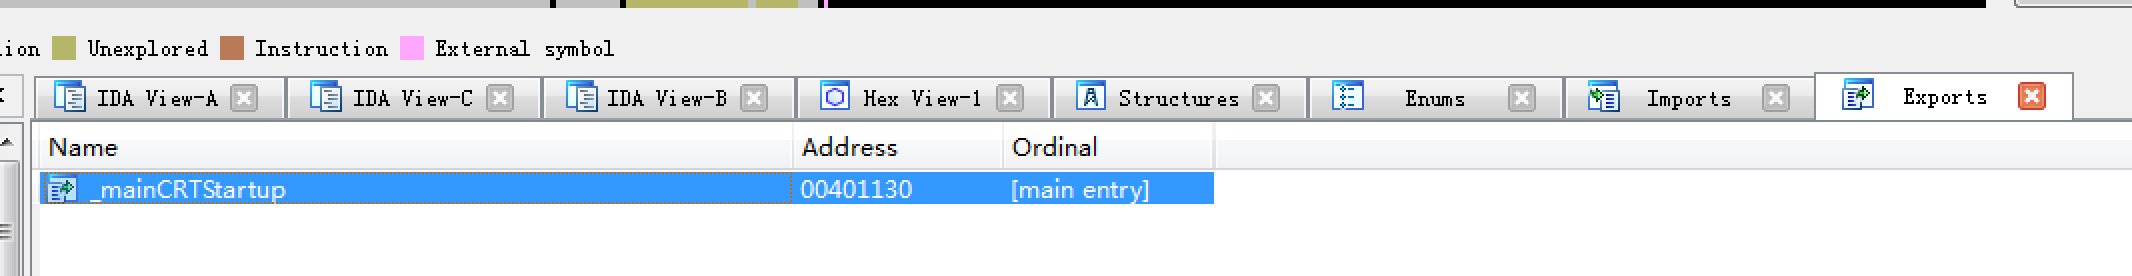 ion Unexplored Instruction External symbol
IDA View-A IDA View-C IDA View-B Hex View-1 Structures Enums Imports Exports
Name Address Ordinal
_mainCRTStartup 00401130 [main entry]